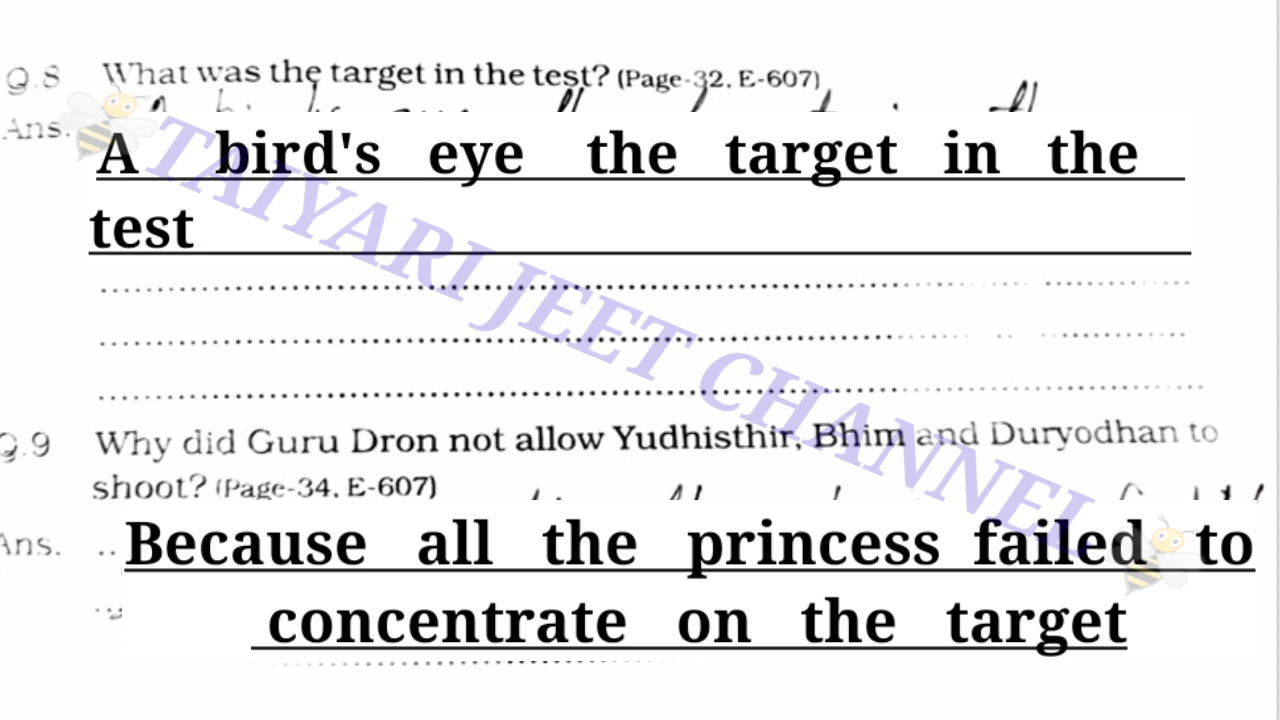 Q.8 What was the target in the test? (Page-32, E-607)
Ans.
A bird's eye the target in the
test
TAIYARI JEET CHANNEL
Q.9 Why did Guru Dron not allow Yudhisthir, Bhim and Duryodhan to
shoot? (Page-34, E-607)
Ans. Because all the princess failed to
concentrate on the target